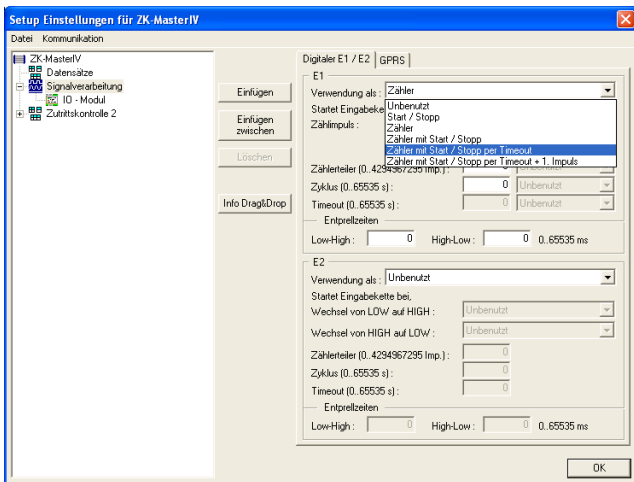 Setup Einstellungen für ZK-MasterIV
Datei Kommunikation
ZK-MasterIV
Datensätze
Signalverarbeitung
IO - Modul
Zutrittskontrolle 2
Einfügen
Einfügen
zwischen
Löschen
Info Drag&Drop
Digitaler E1 / E2 GPRS
E1
Verwendung als : Zähler
Startet Eingabeke
Zählimpuls :
Unbenutzt
Start / Stopp
Zähler
Zähler mit Start / Stopp
Zähler mit Start / Stopp per Timeout
Zähler mit Start / Stopp per Timeout + 1. Impuls
Zählerteiler (0..4294967295 Imp.) : 0 Unbenutzt
Zyklus (0..65535 s) : 0 Unbenutzt
Timeout (0..65535 s) : 0 Unbenutzt
Entprellzeiten
Low-High : 0 High-Low : 0 0..65535 ms
E2
Verwendung als : Unbenutzt
Startet Eingabekette bei,
Wechsel von LOW auf HIGH : Unbenutzt
Wechsel von HIGH auf LOW : Unbenutzt
Zählerteiler (0..4294967295 Imp.) : 0
Zyklus (0..65535 s) : 0
Timeout (0..65535 s) : 0
Entprellzeiten
Low-High : 0 High-Low : 0 0..65535 ms
OK